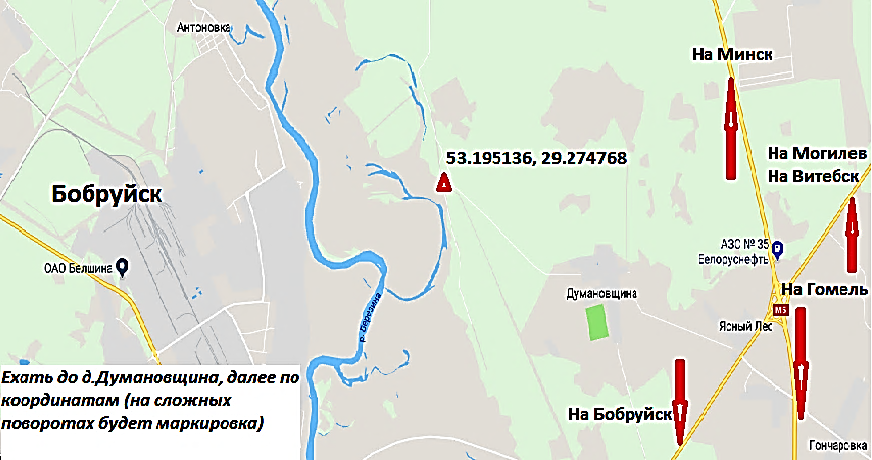 Антоновка
На Минск
53.195136, 29.274768
На Могилев
На Витебск
Бобруйск
АЗС № 35
Белоруснефть
ОАО Белшина
На Гомель
Думановщина
р. Березина
М5
Ясный Лес
Ехать до д.Думановщина, далее по
координатам (на сложных
поворотах будет маркировка)
На Бобруйск
Гончаровка